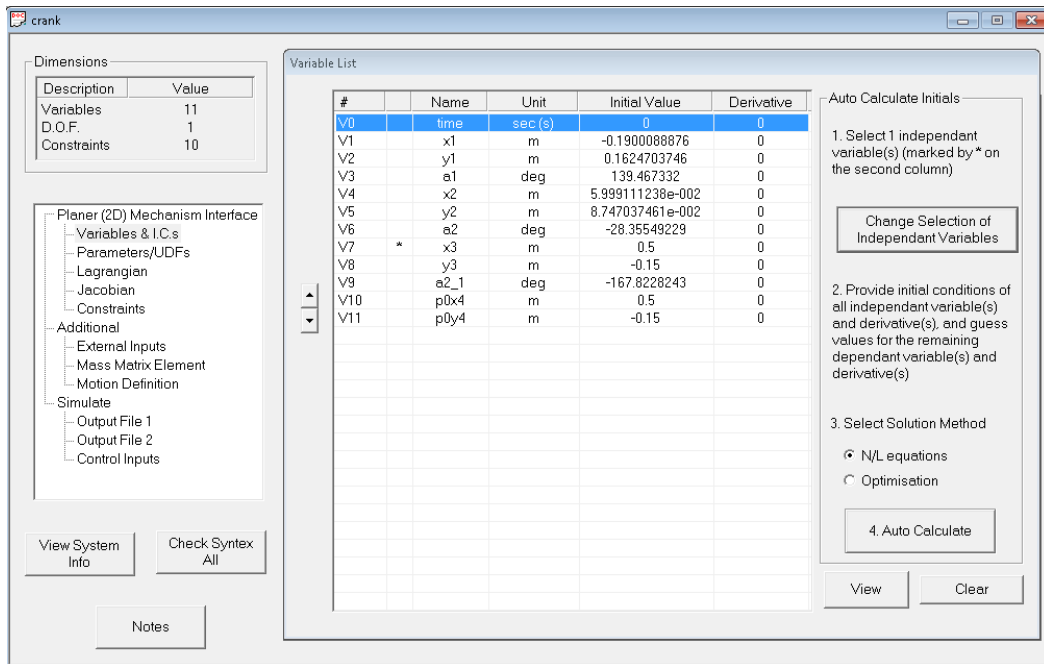 crank
Dimensions
Description Value
Variables 11
D.O.F. 1
Constraints 10
Planer (2D) Mechanism Interface
Variables & I.C.s
Parameters/UDFs
Lagrangian
Jacobian
Constraints
Additional
External Inputs
Mass Matrix Element
Motion Definition
Simulate
Output File 1
Output File 2
Control Inputs
View System
Info
Check Syntex
All
Notes
Variable List
# Name Unit Initial Value Derivative
V0 time sec (s) 0 0
V1 x1 m -0.1900088876 0
V2 y1 m 0.1624703746 0
V3 a1 deg 139.467332 0
V4 x2 m 5.999111238e-002 0
V5 y2 m 8.747037461e-002 0
V6 a2 deg -28.35549229 0
V7 * x3 m 0.5 0
V8 y3 m -0.15 0
V9 a2_1 deg -167.8228243 0
V10 p0x4 m 0.5 0
V11 p0y4 m -0.15 0
Auto Calculate Initials
1. Select 1 independant
variable(s) (marked by * on
the second column)
Change Selection of
Independant Variables
2. Provide initial conditions of
all independant variable(s)
and derivative(s), and guess
values for the remaining
dependant variable(s) and
derivative(s)
3. Select Solution Method
N/L equations
Optimisation
4. Auto Calculate
View
Clear